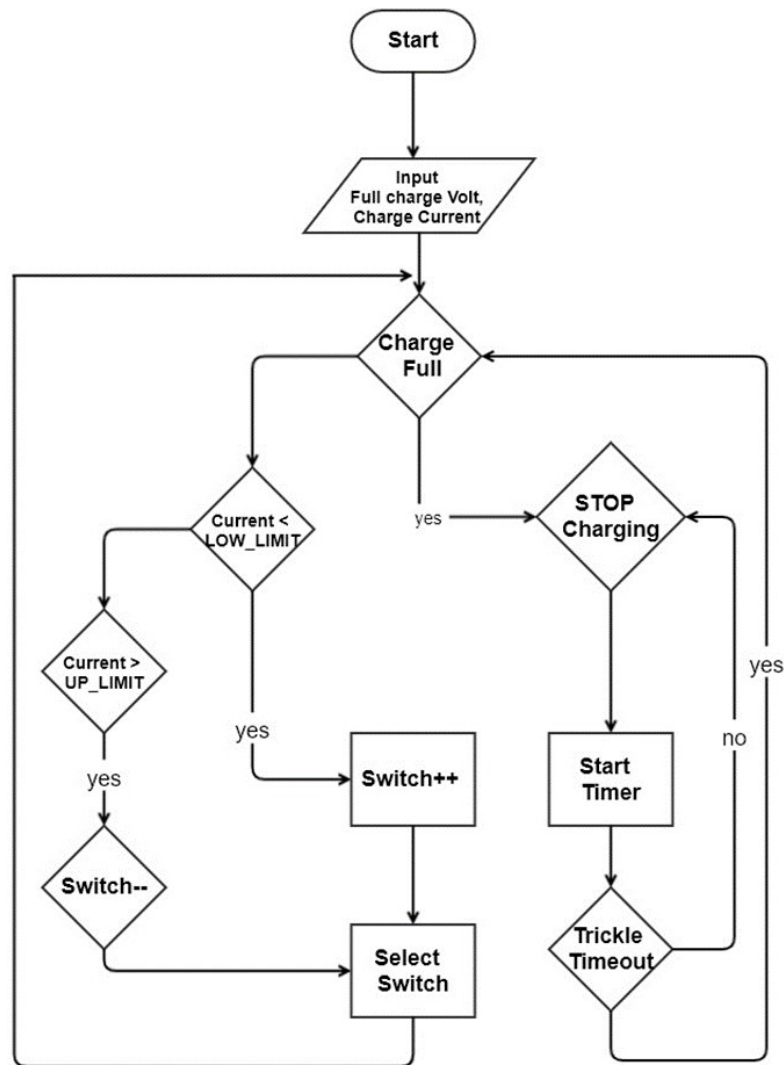 Start
Input
Full charge Volt,
Charge Current
Charge
Full
yes
Current <
LOW_LIMIT
STOP
Charging
Current >
UP_LIMIT
yes
yes
no
yes
Switch++
Start
Timer
Switch--
Select
Switch
Trickle
Timeout